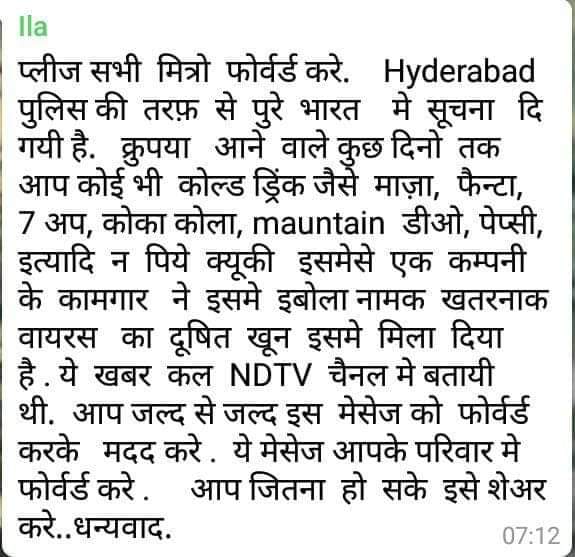 Ila
प्लीज सभी मित्रो फोर्वर्ड करे. Hyderabad
पुलिस की तरफ़ से पुरे भारत मे सूचना दि
गयी है. क्रुपया आने वाले कुछ दिनो तक
आप कोई भी कोल्ड ड्रिंक जैसे माज़ा, फैन्टा,
7 अप, कोका कोला, mauntain डीओ, पेप्सी,
इत्यादि न पिये क्यूकी इसमेसे एक कम्पनी
के कामगार ने इसमे इबोला नामक खतरनाक
वायरस का दूषित खून इसमे मिला दिया
है . ये खबर कल NDTV चैनल मे बतायी
थी. आप जल्द से जल्द इस मेसेज को फोर्वर्ड
करके मदद करे . ये मेसेज आपके परिवार मे
फोर्वर्ड करे . आप जितना हो सके इसे शेअर
करे..धन्यवाद.
07:12